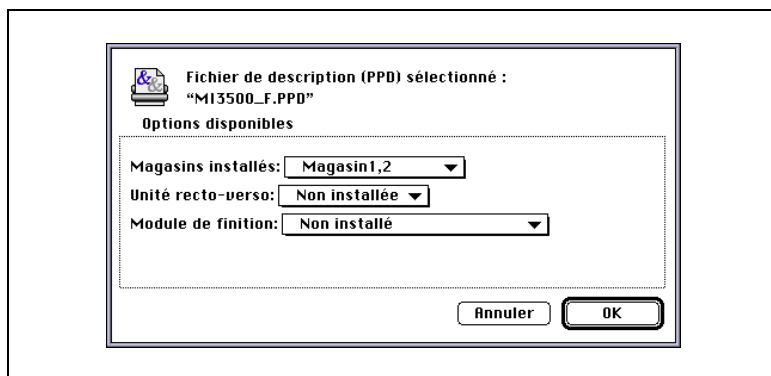 Fichier de description (PPD) sélectionné :
“MI3500_F.PPD”
Options disponibles
Magasins installés: Magasin1,2
Unité recto-verso: Non installée
Module de finition: Non installé
Annuler OK